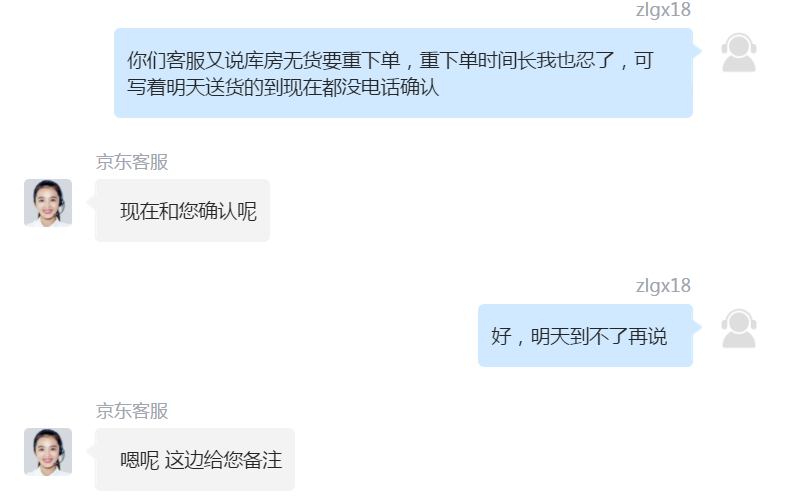 zlgx18
你们客服又说库房无货要重下单，重下单时间长我也忍了，可
写着明天送货的到现在都没电话确认
京东客服
现在和您确认呢
zlgx18
好，明天到不了再说
京东客服
嗯呢 这边给您备注